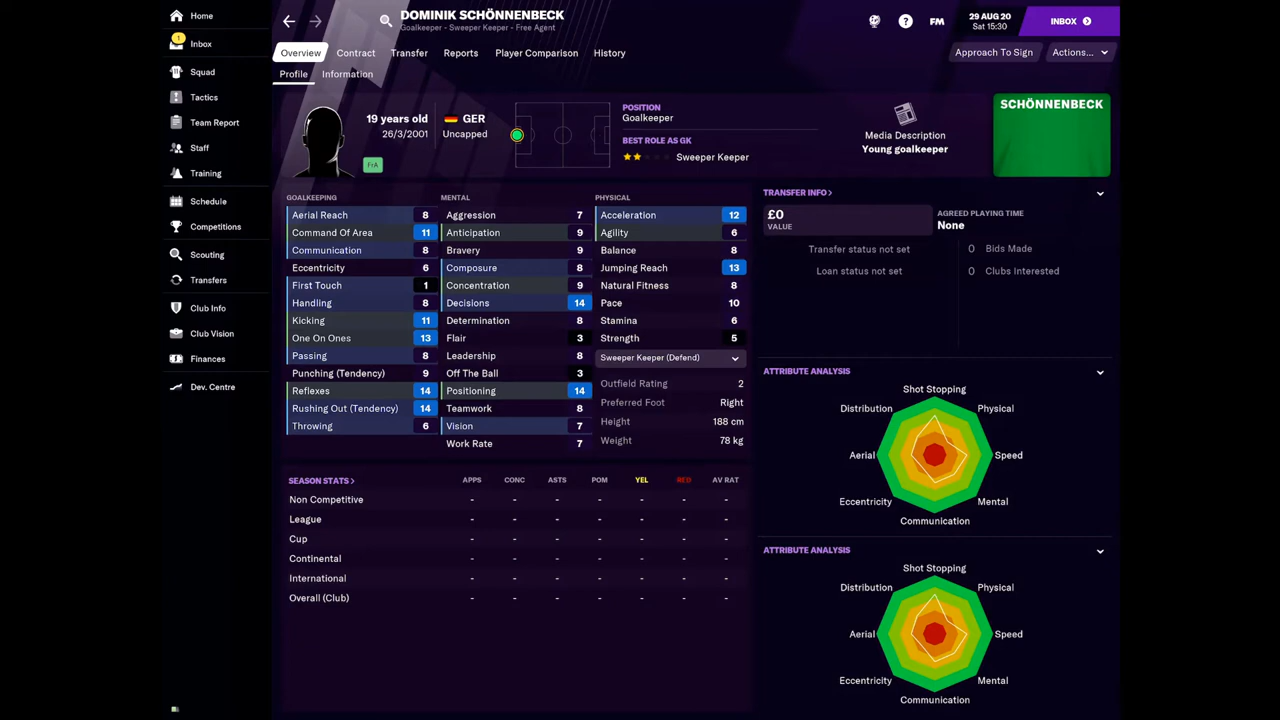 Home
1
Inbox
Squad
Tactics
Team Report
Staff
Training
Schedule
Competitions
Scouting
Transfers
Club Info
Club Vision
Finances
Dev. Centre
DOMINIK SCHÖNNENBECK
Goalkeeper - Sweeper Keeper - Free Agent
?
FM
29 AUG 20
Sat 15:30
INBOX
Overview
Contract
Transfer
Reports
Player Comparison
History
Approach To Sign
Actions...
Profile
Information
19 years old
26/3/2001
FrA
GER
Uncapped
POSITION
Goalkeeper
BEST ROLE AS GK
Sweeper Keeper
Media Description
Young goalkeeper
SCHÖNNENBECK
GOALKEEPING
Aerial Reach 8
Command Of Area 11
Communication 8
Eccentricity 6
First Touch 1
Handling 8
Kicking 11
One On Ones 13
Passing 8
Punching (Tendency) 9
Reflexes 14
Rushing Out (Tendency) 14
Throwing 6
MENTAL
Aggression 7
Anticipation 9
Bravery 9
Composure 8
Concentration 9
Decisions 14
Determination 8
Flair 3
Leadership 8
Off The Ball 3
Positioning 14
Teamwork 8
Vision 7
Work Rate 7
PHYSICAL
Acceleration 12
Agility 6
Balance 8
Jumping Reach 13
Natural Fitness 8
Pace 10
Stamina 6
Strength 5
Sweeper Keeper (Defend)
Outfield Rating 2
Preferred Foot Right
Height 188 cm
Weight 78 kg
TRANSFER INFO >
£0
VALUE
AGREED PLAYING TIME
None
Transfer status not set
Loan status not set
0 Bids Made
0 Clubs Interested
ATTRIBUTE ANALYSIS
Shot Stopping
Distribution
Physical
Aerial
Speed
Eccentricity
Mental
Communication
SEASON STATS > APPS CONC ASTS POM YEL RED AV RAT
Non Competitive - - - - - - -
League - - - - - - -
Cup - - - - - - -
Continental - - - - - - -
International - - - - - - -
Overall (Club) - - - - - - -
ATTRIBUTE ANALYSIS
Shot Stopping
Distribution
Physical
Aerial
Speed
Eccentricity
Mental
Communication